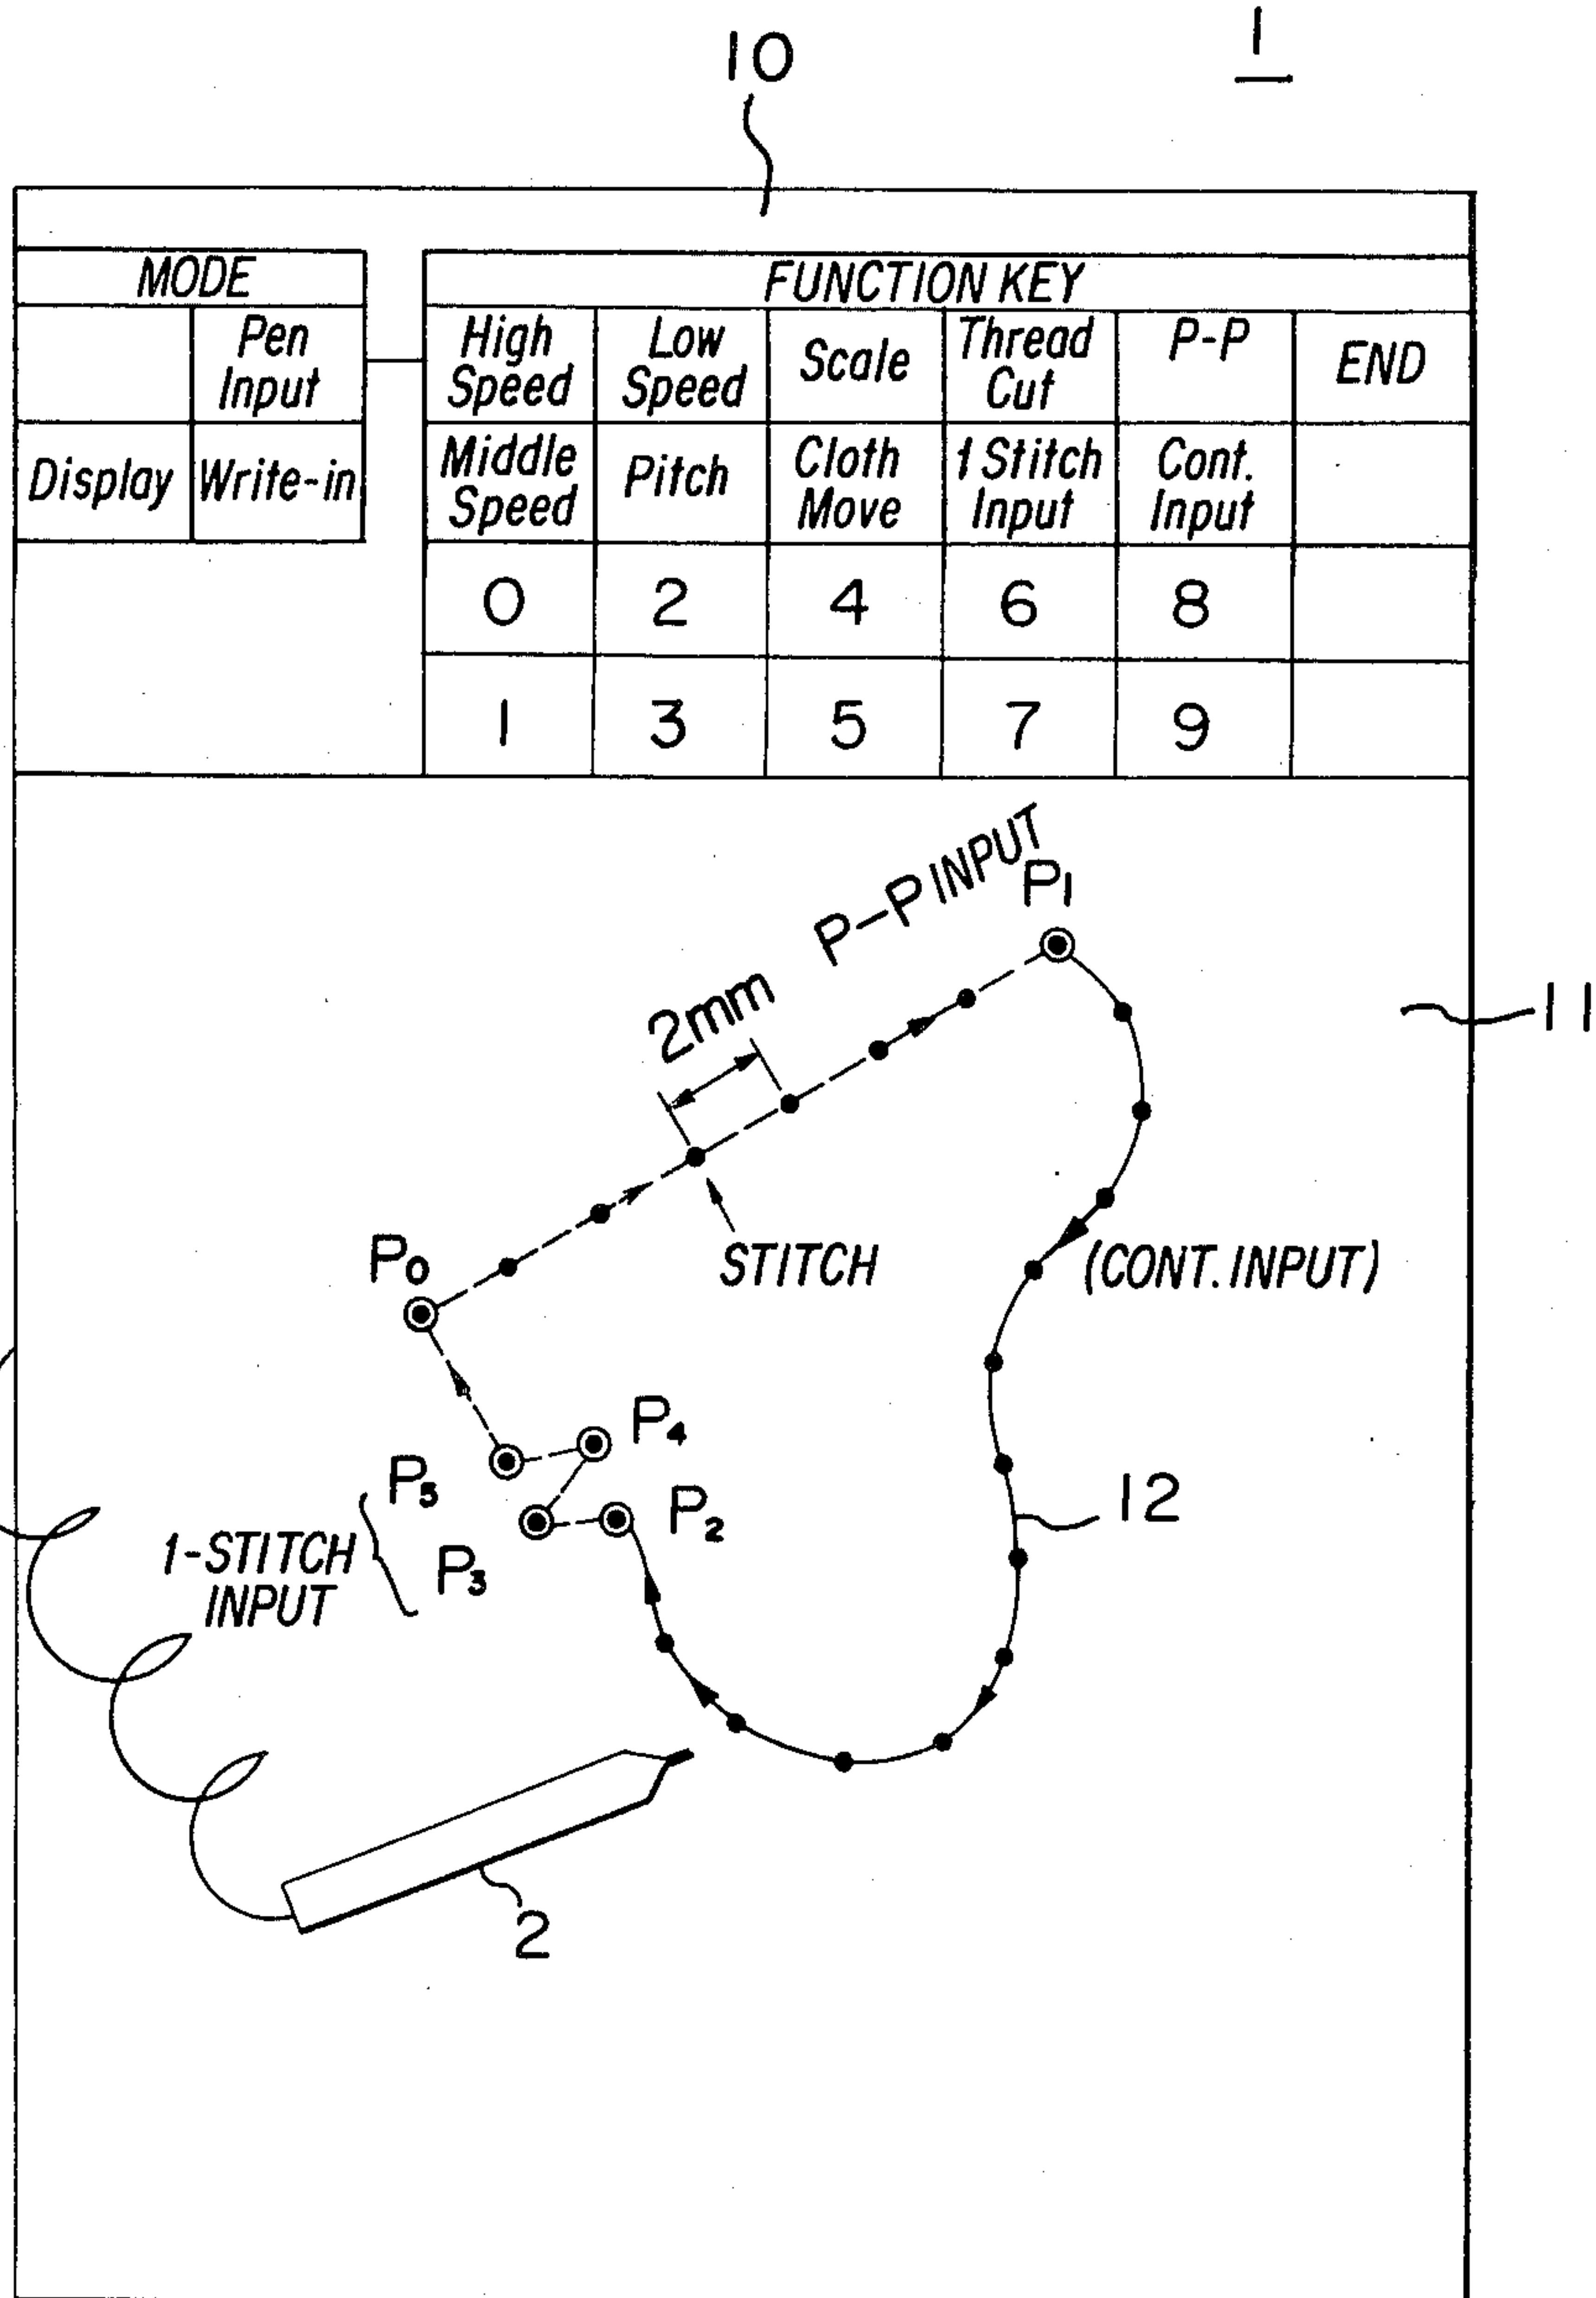 1
10
MODE
FUNCTION KEY
Pen
Input
High
Speed
Low
Speed
Scale
Thread
Cut
P-P
END
Display
Write-in
Middle
Speed
Pitch
Cloth
Move
1 Stitch
Input
Cont.
Input
0 2 4 6 8
1 3 5 7 9
P-P INPUT
P1
2mm
11
P0
STITCH
(CONT. INPUT)
P4
P5
P2
12
1-STITCH
INPUT
P3
2